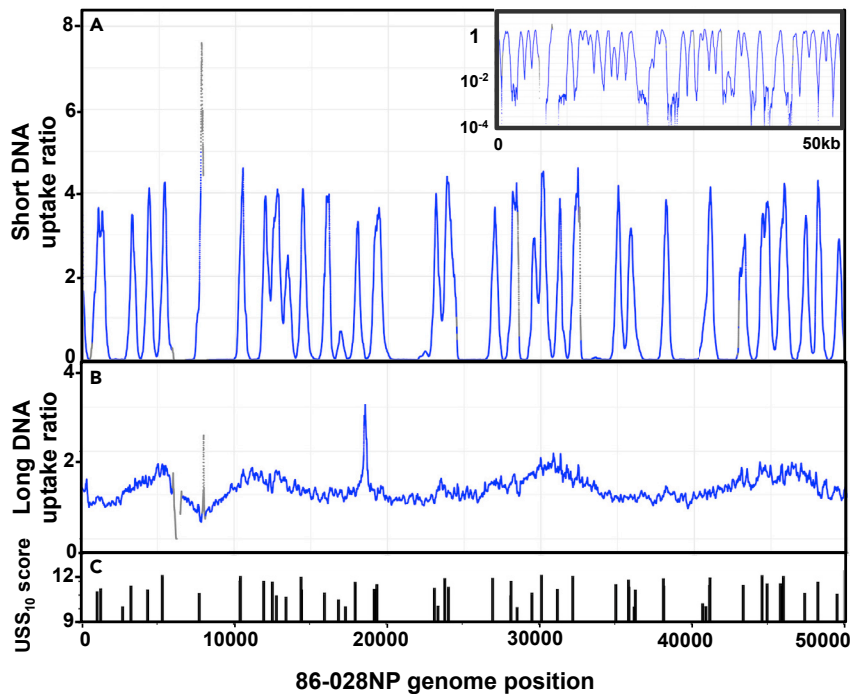 A
8
6
4
2
0
Short DNA
uptake ratio
1
10⁻²
10⁻⁴
0
50kb
B
4
2
0
Long DNA
uptake ratio
C
12
9
USS₁₀ score
0
10000
20000
30000
40000
50000
86-028NP genome position